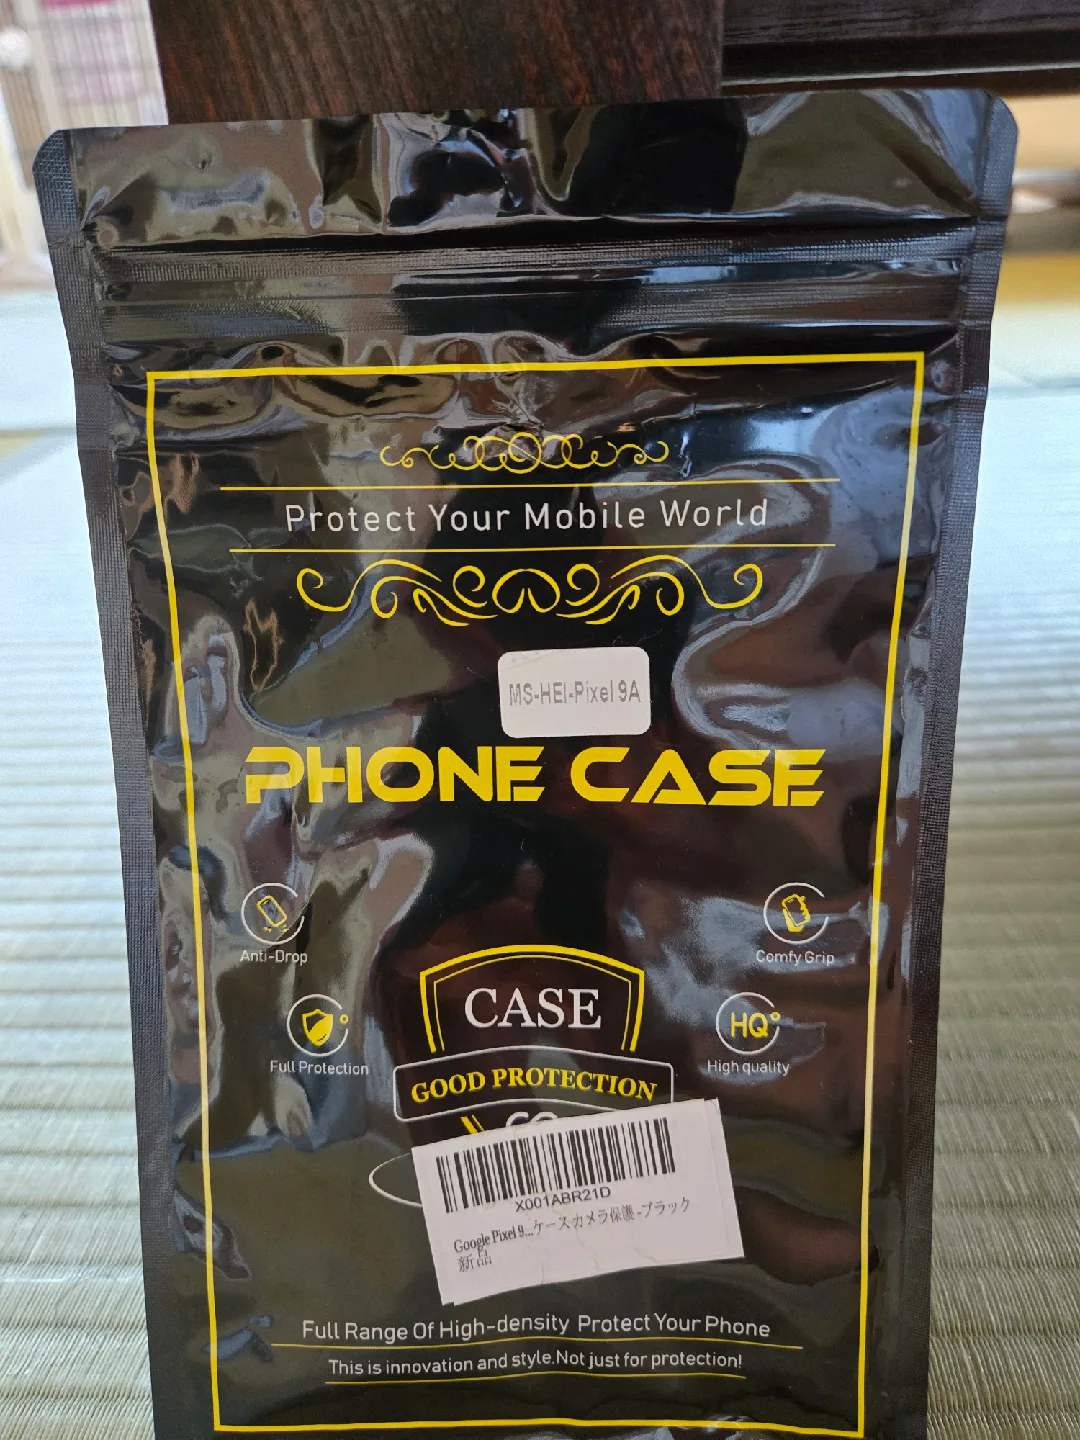 Protect Your Mobile World
MS-HEI-Pixel 9A
PHONE CASE
Anti-Drop
Comfy Grip
CASE
Full Protection
HQ
High quality
GOOD PROTECTION
X001ABR21D
Google Pixel 9...ケースカメラ保護-ブラック
新品
Full Range Of High-density Protect Your Phone
This is innovation and style.Not just for protection!